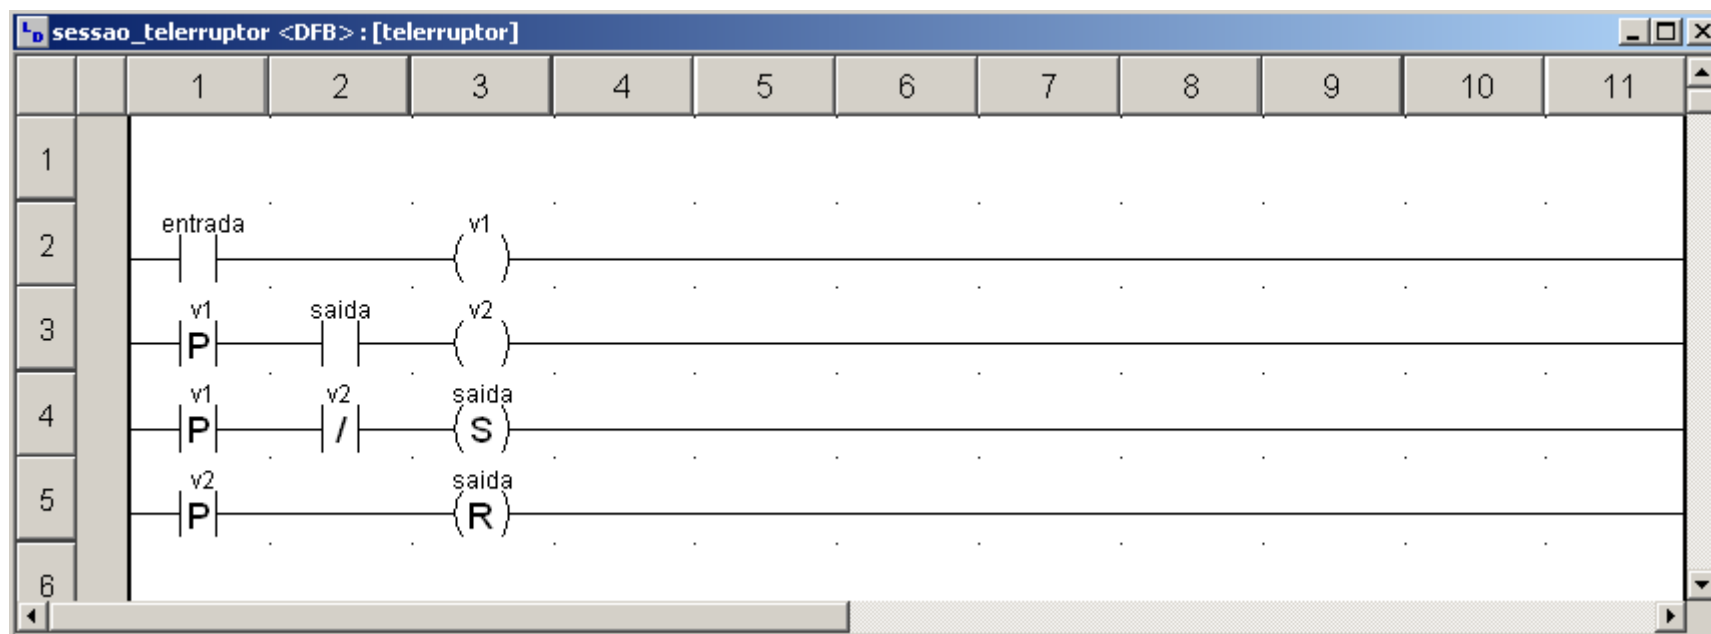 LD sessao_telerruptor <DFB> : [telerruptor]
1 2 3 4 5 6 7 8 9 10 11
1
entrada v1
2
v1 saida v2
3 P
v1 v2 saida
4 P / S
v2 saida
5 P R
6